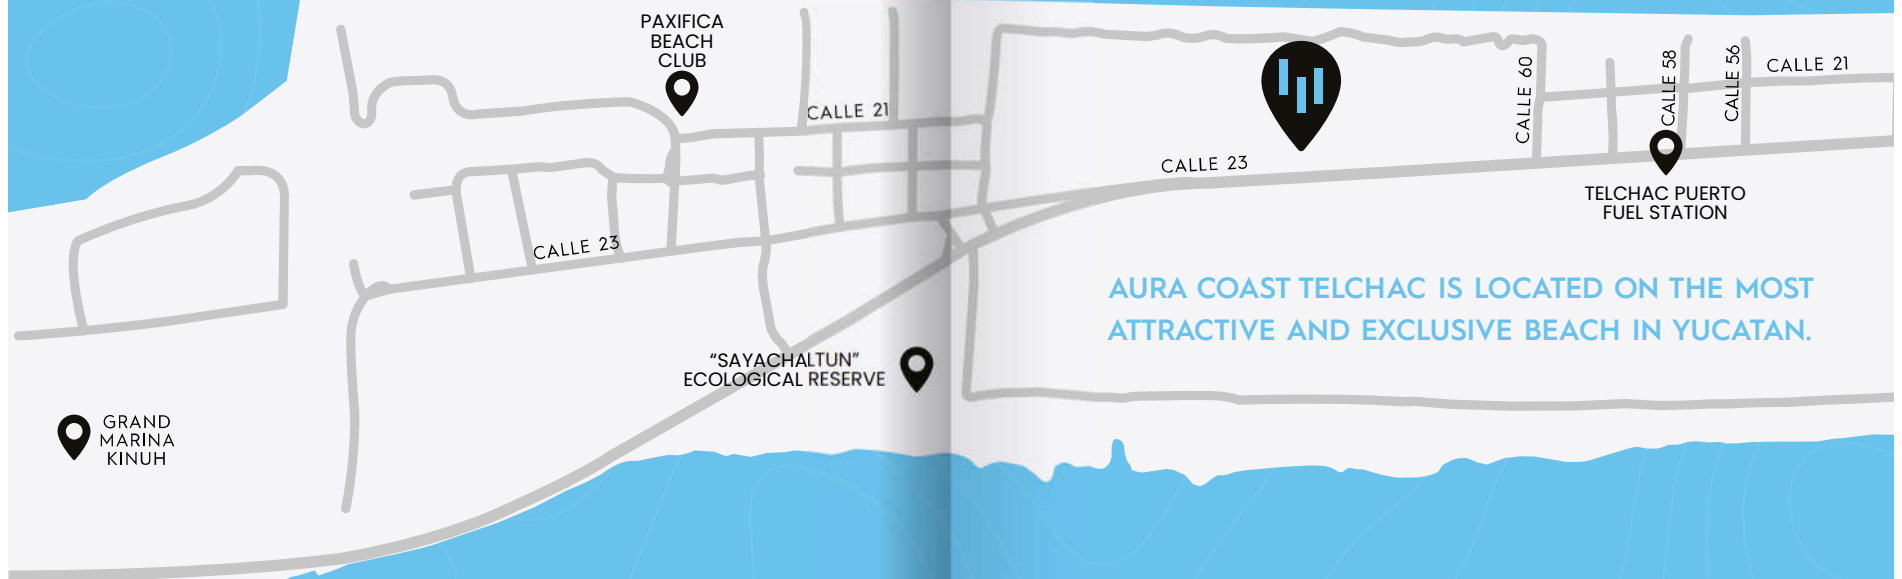 PAXIFICA
BEACH
CLUB
CALLE 21
CALLE 23
CALLE 23
CALLE 60
CALLE 58
CALLE 56
CALLE 21
TELCHAC PUERTO
FUEL STATION
AURA COAST TELCHAC IS LOCATED ON THE MOST
ATTRACTIVE AND EXCLUSIVE BEACH IN YUCATAN.
“SAYACHALTUN”
ECOLOGICAL RESERVE
GRAND
MARINA
KINUH